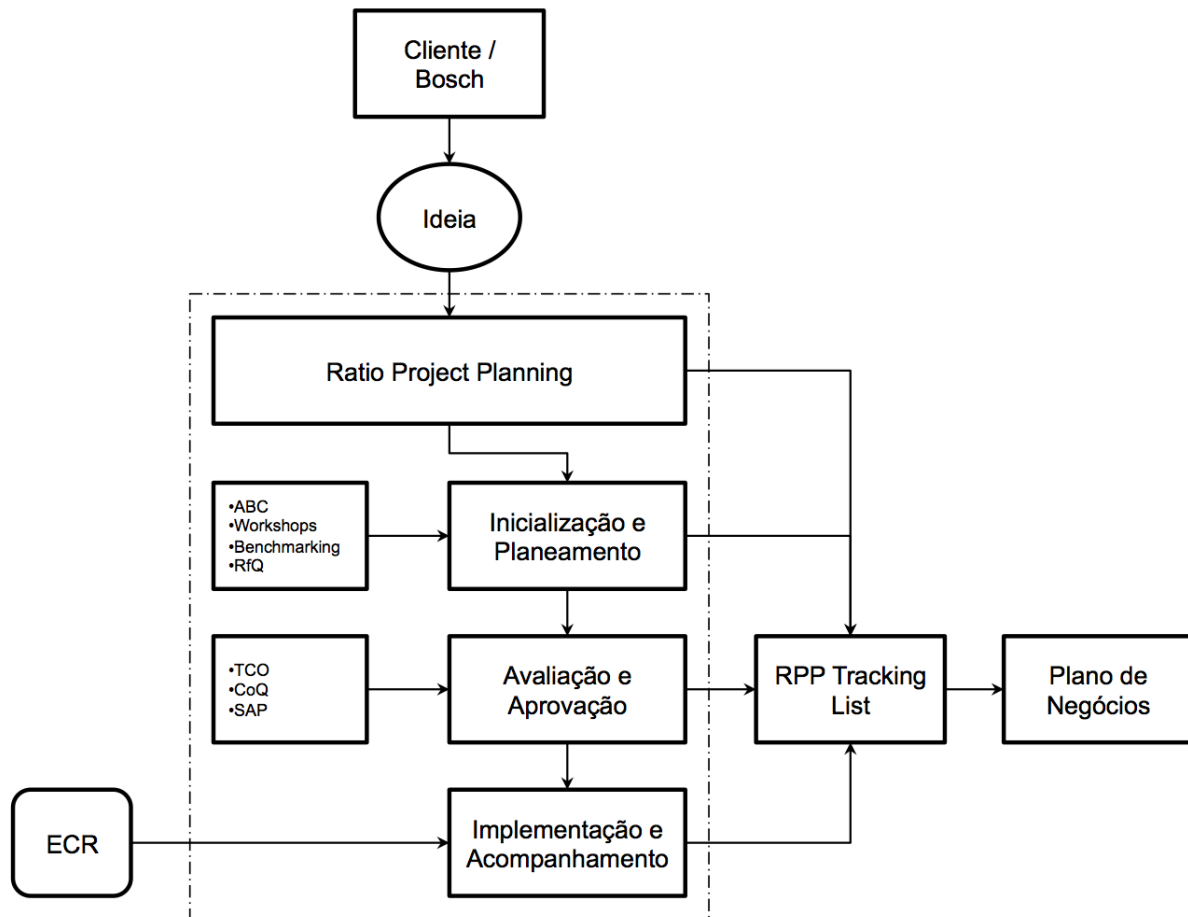 Cliente /
Bosch
Ideia
Ratio Project Planning
•ABC
•Workshops
•Benchmarking
•RfQ
Inicialização e
Planeamento
•TCO
•CoQ
•SAP
Avaliação e
Aprovação
RPP Tracking
List
Plano de
Negócios
ECR
Implementação e
Acompanhamento